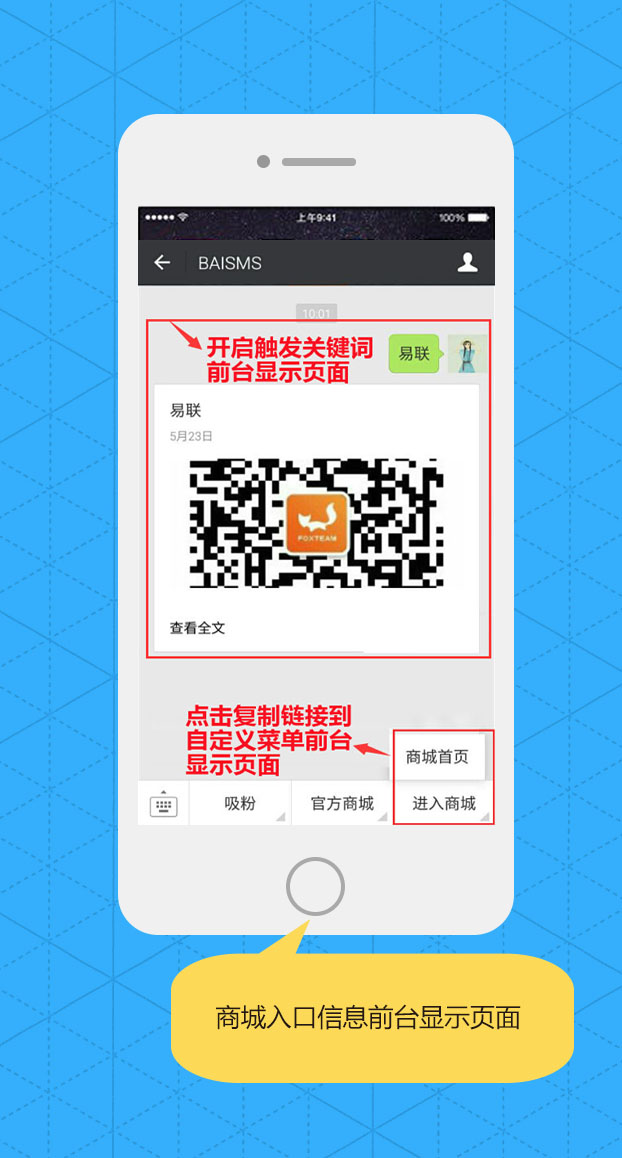 上午9:41
100%
BAISMS
10:01
开启触发关键词
前台显示页面
易联
易联
5月23日
FOXTEAM
查看全文
点击复制链接到
自定义菜单前台
显示页面
商城首页
吸粉
官方商城
进入商城
商城入口信息前台显示页面